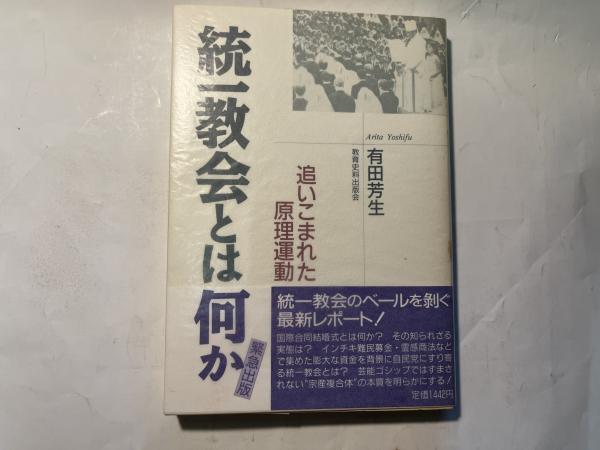 統一教会とは何か
緊急出版
追いこまれた
原理運動
Arita Yoshifu
有田芳生
教育史料出版会
統一教会のベールを剝ぐ
最新レポート！
国際合同結婚式とは何か？ その知られざる
実態は？ インチキ難民募金・霊感商法など
で集めた膨大な資金を背景に自民党にすり寄
る統一教会とは？ 芸能ゴシップではすまさ
れない“宗産複合体”の本質を明らかにする！
定価1442円